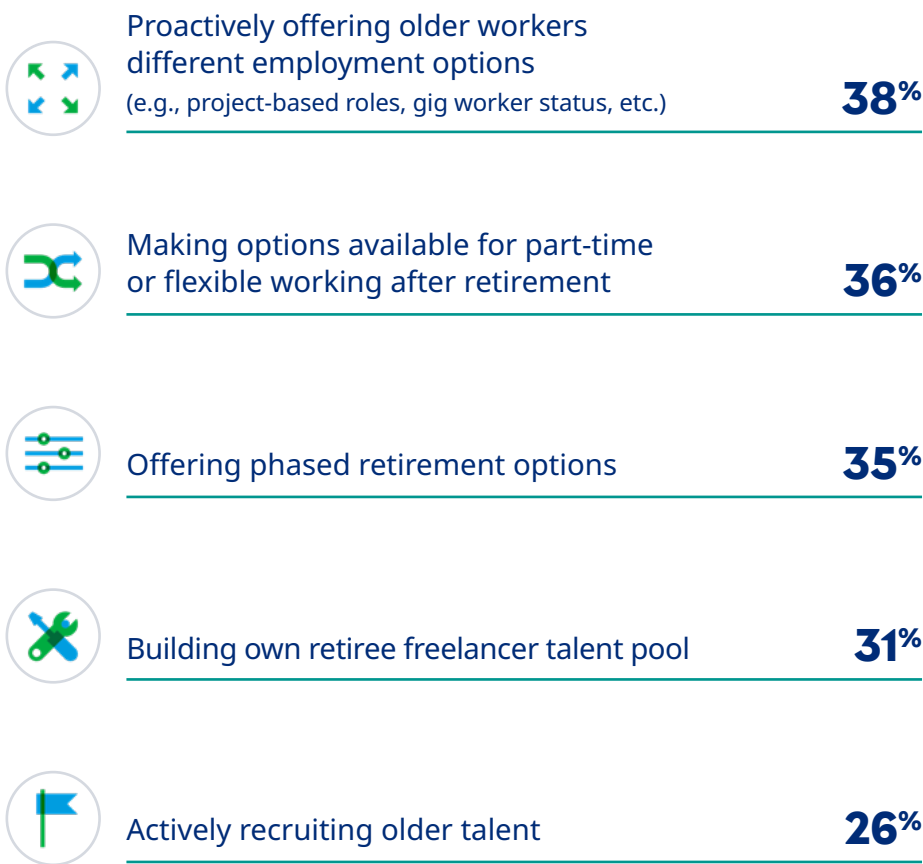 Proactively offering older workers
different employment options
(e.g., project-based roles, gig worker status, etc.)
38%
Making options available for part-time
or flexible working after retirement
36%
Offering phased retirement options
35%
Building own retiree freelancer talent pool
31%
Actively recruiting older talent
26%